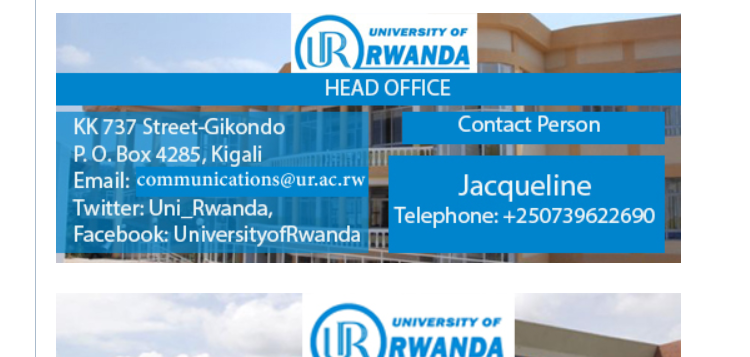 UR UNIVERSITY OF
RWANDA
HEAD OFFICE
KK 737 Street-Gikondo
P. O. Box 4285, Kigali
Email: communications@ur.ac.rw
Twitter: Uni_Rwanda,
Facebook: UniversityofRwanda
Contact Person
Jacqueline
Telephone: +250739622690
UR UNIVERSITY OF
RWANDA